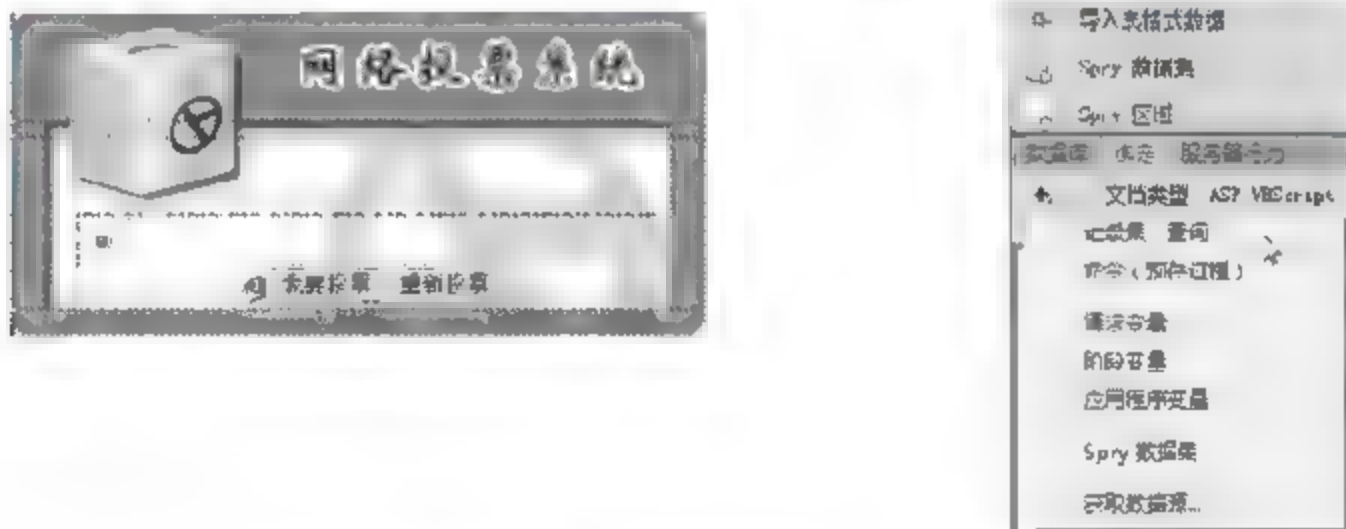 网络投票系统
我要投票 重新投票
导入表格式数据
Spry 数据集
Spry 区域
数据库 绑定 服务器行为
文档类型 ASP VBScript
记录集（查询）
命令（预存过程）
请求变量
阶段变量
应用程序变量
Spry 数据集
获取数据源...